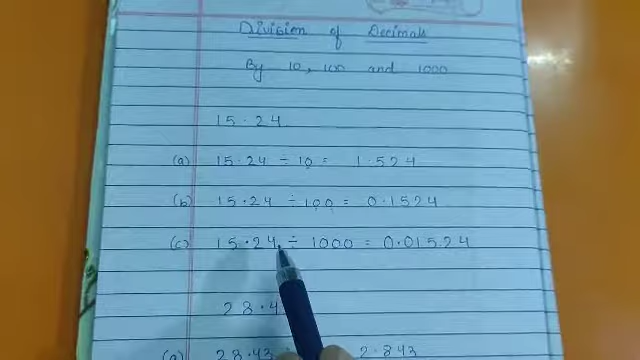 Division of Decimals
By 10, 100 and 1000
15.24
(a) 15.24 ÷ 10 = 1.524
(b) 15.24 ÷ 100 = 0.1524
(c) 15.24 ÷ 1000 = 0.01524
28.4
(a) 28.43 ÷ 2.843